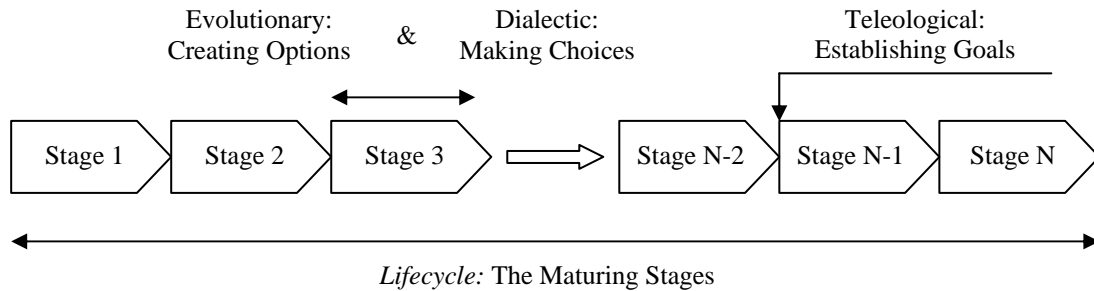 Evolutionary:
Creating Options
&
Dialectic:
Making Choices
Teleological:
Establishing Goals
Stage 1
Stage 2
Stage 3
Stage N-2
Stage N-1
Stage N
Lifecycle: The Maturing Stages